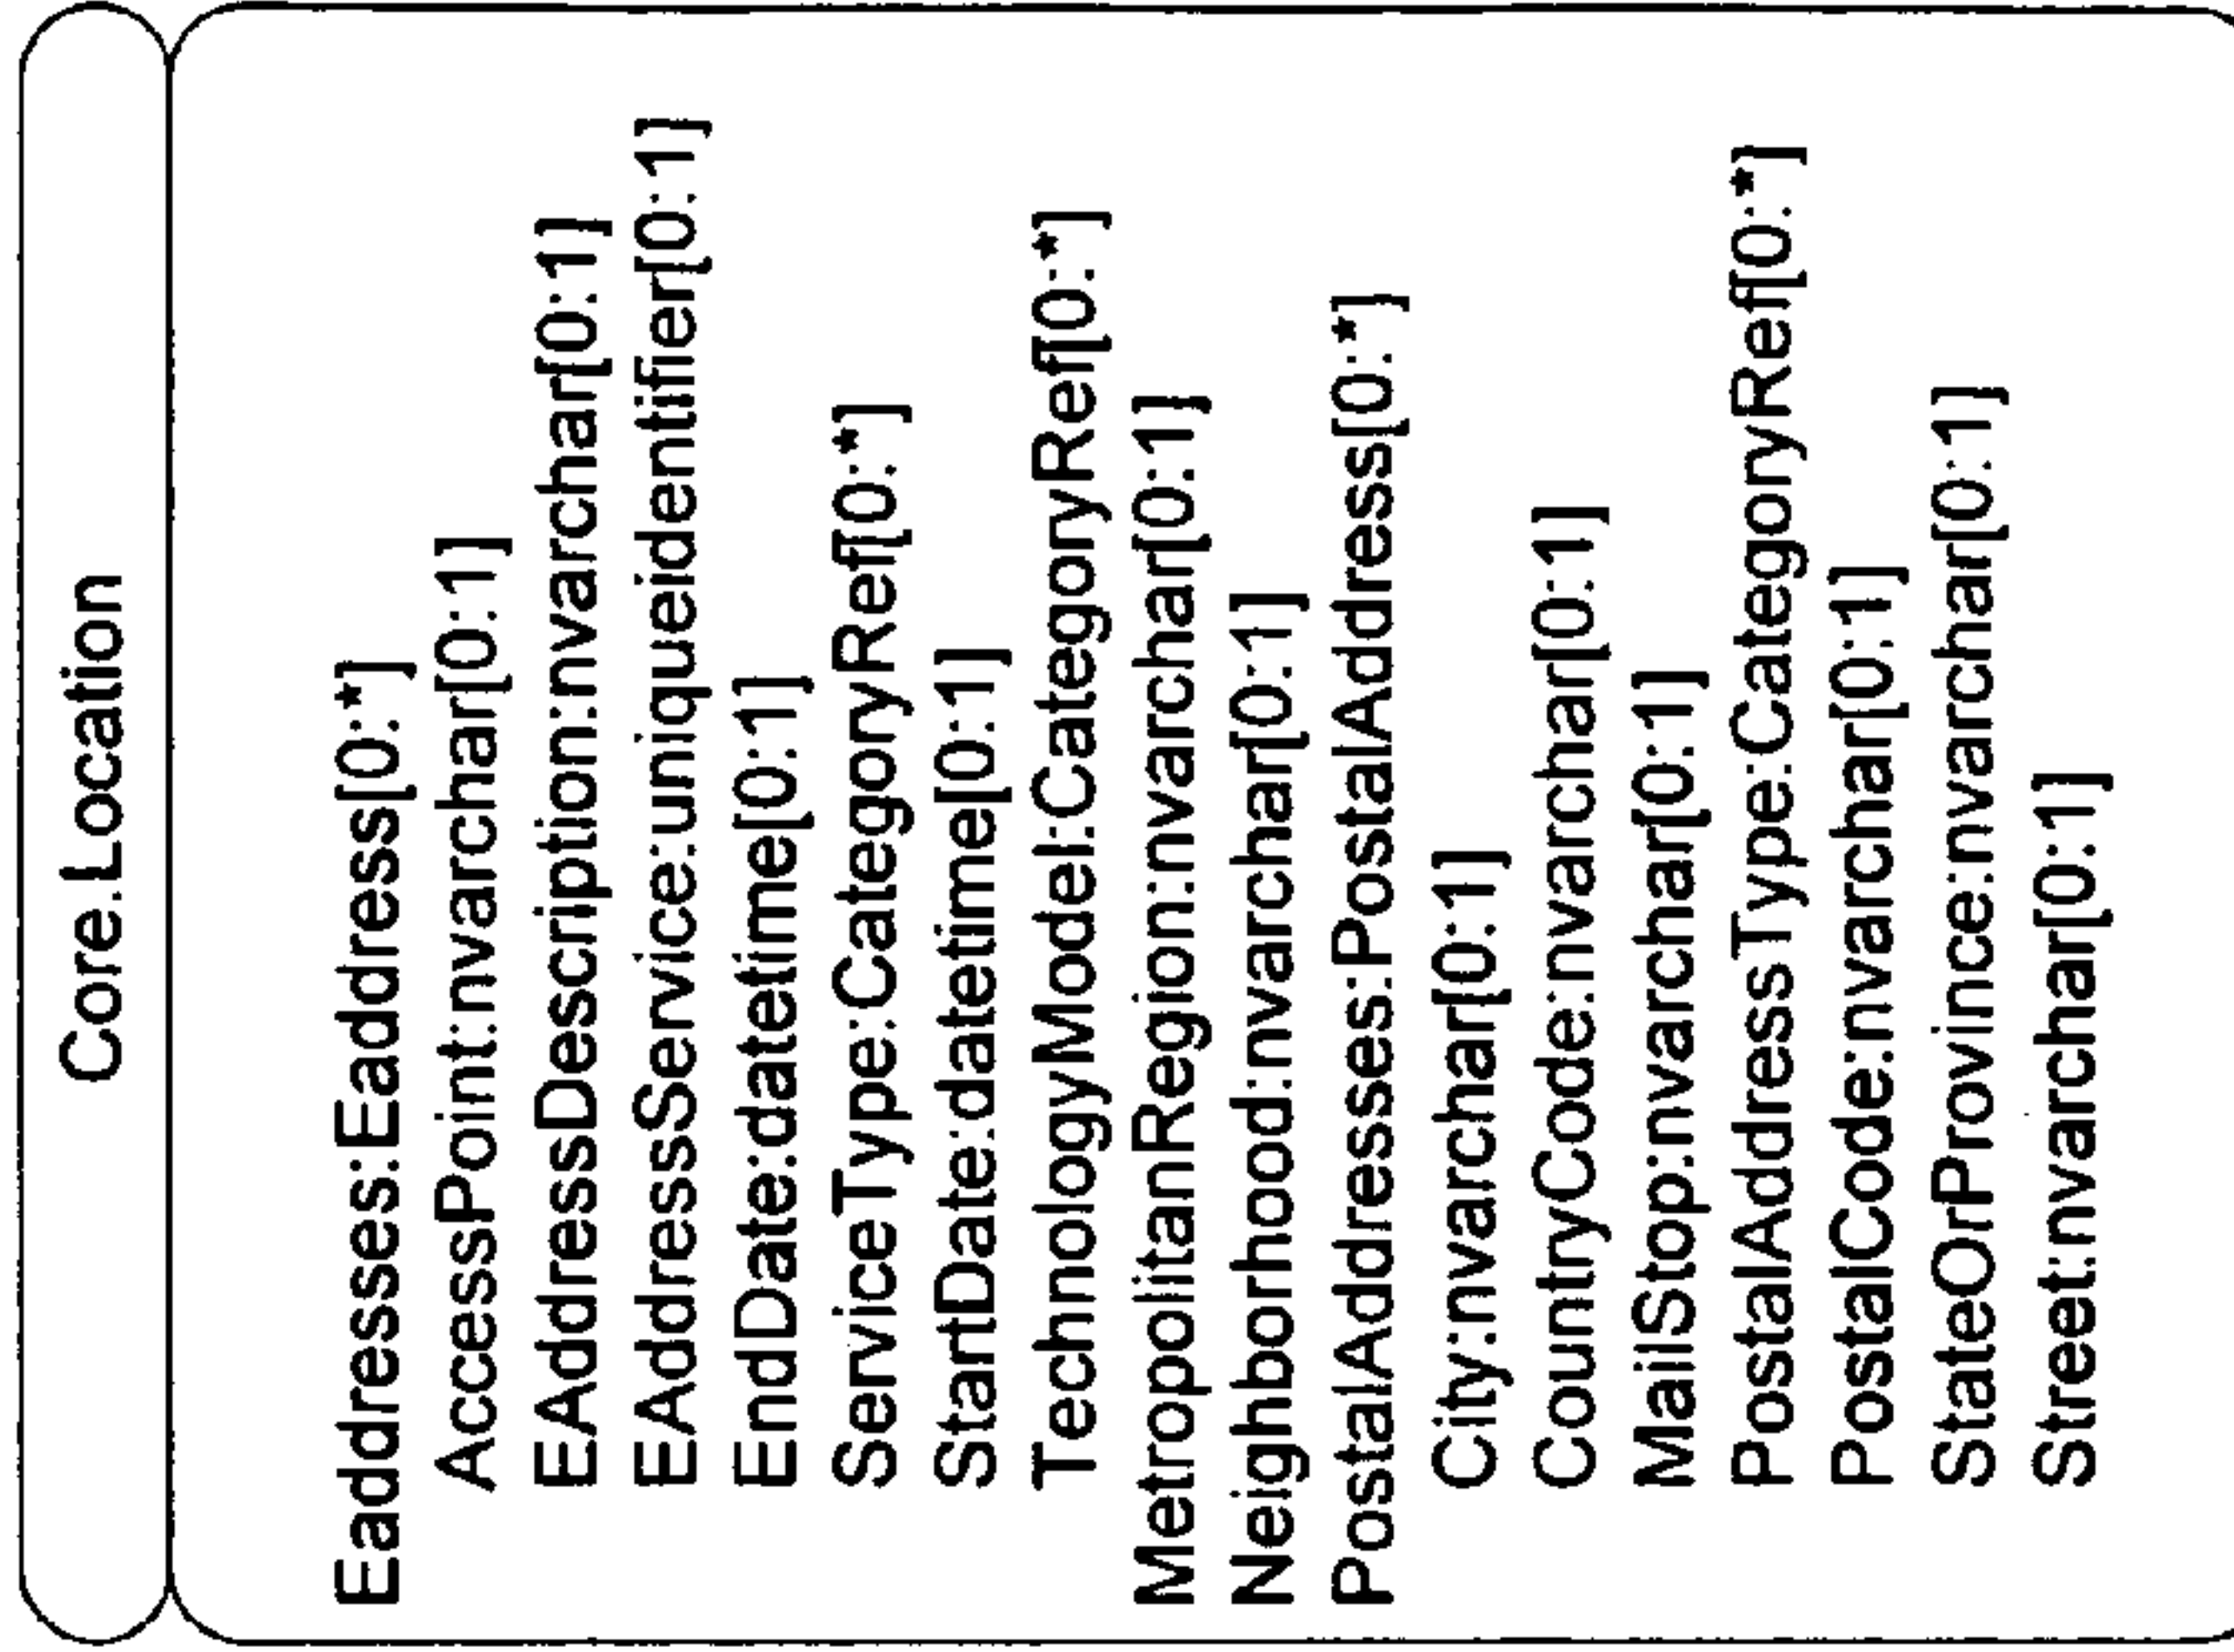 Core.Location
Eaddresses:Eaddress[0:*]
AccessPoint:nvarchar[0:1]
EAddressDescription:nvarchar[0:1]
EAddressService:uniqueidentifier[0:1]
EndDate:datetime[0:1]
ServiceType:CategoryRef[0:*]
StartDate:datetime[0:1]
TechnologyModel:CategoryRef[0:*]
MetropolitanRegion:nvarchar[0:1]
Neighborhood:nvarchar[0:1]
PostalAddresses:PostalAddress[0:*]
City:nvarchar[0:1]
CountryCode:nvarchar[0:1]
MailStop:nvarchar[0:1]
PostalAddressType:CategoryRef[0:*]
PostalCode:nvarchar[0:1]
StateOrProvince:nvarchar[0:1]
Street:nvarchar[0:1]